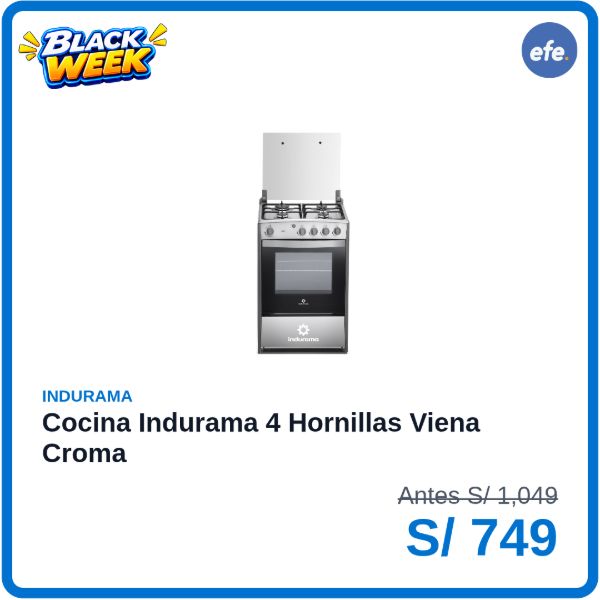 BLACK
WEEK
efe.
indurama
INDURAMA
Cocina Indurama 4 Hornillas Viena
Croma
Antes S/ 1,049
S/ 749